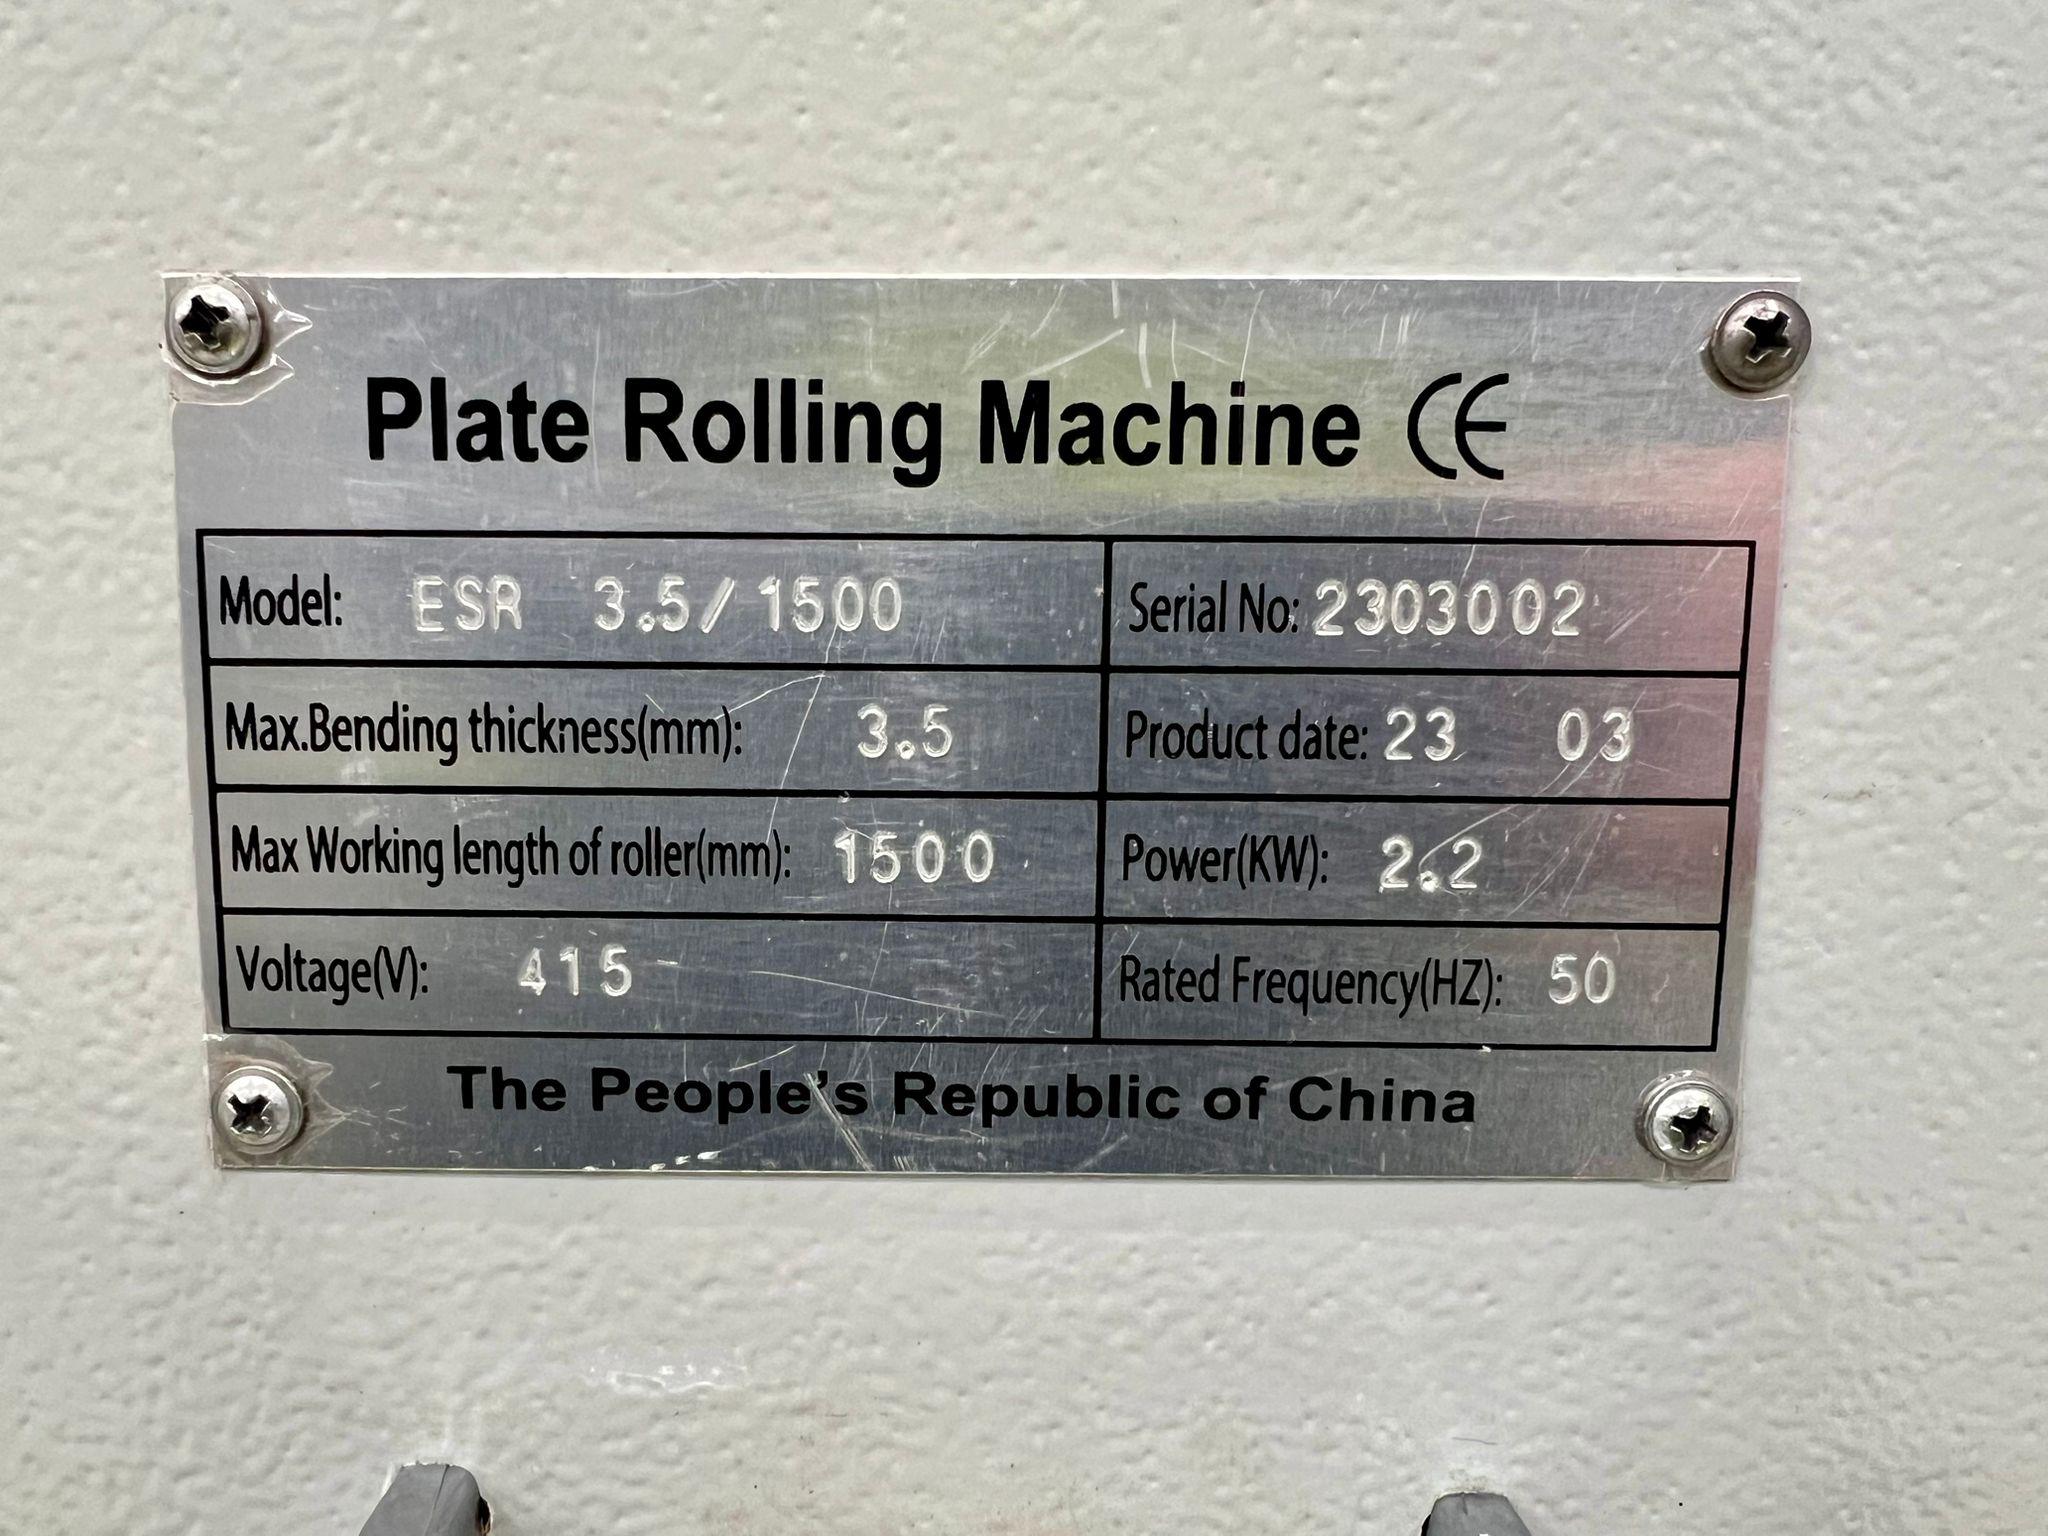 Plate Rolling Machine CE
Model: ESR 3.5/1500 Serial No: 2303002
Max.Bending thickness(mm): 3.5 Product date: 23 03
Max Working length of roller(mm): 1500 Power(KW): 2.2
Voltage(V): 415 Rated Frequency(HZ): 50
The People's Republic of China